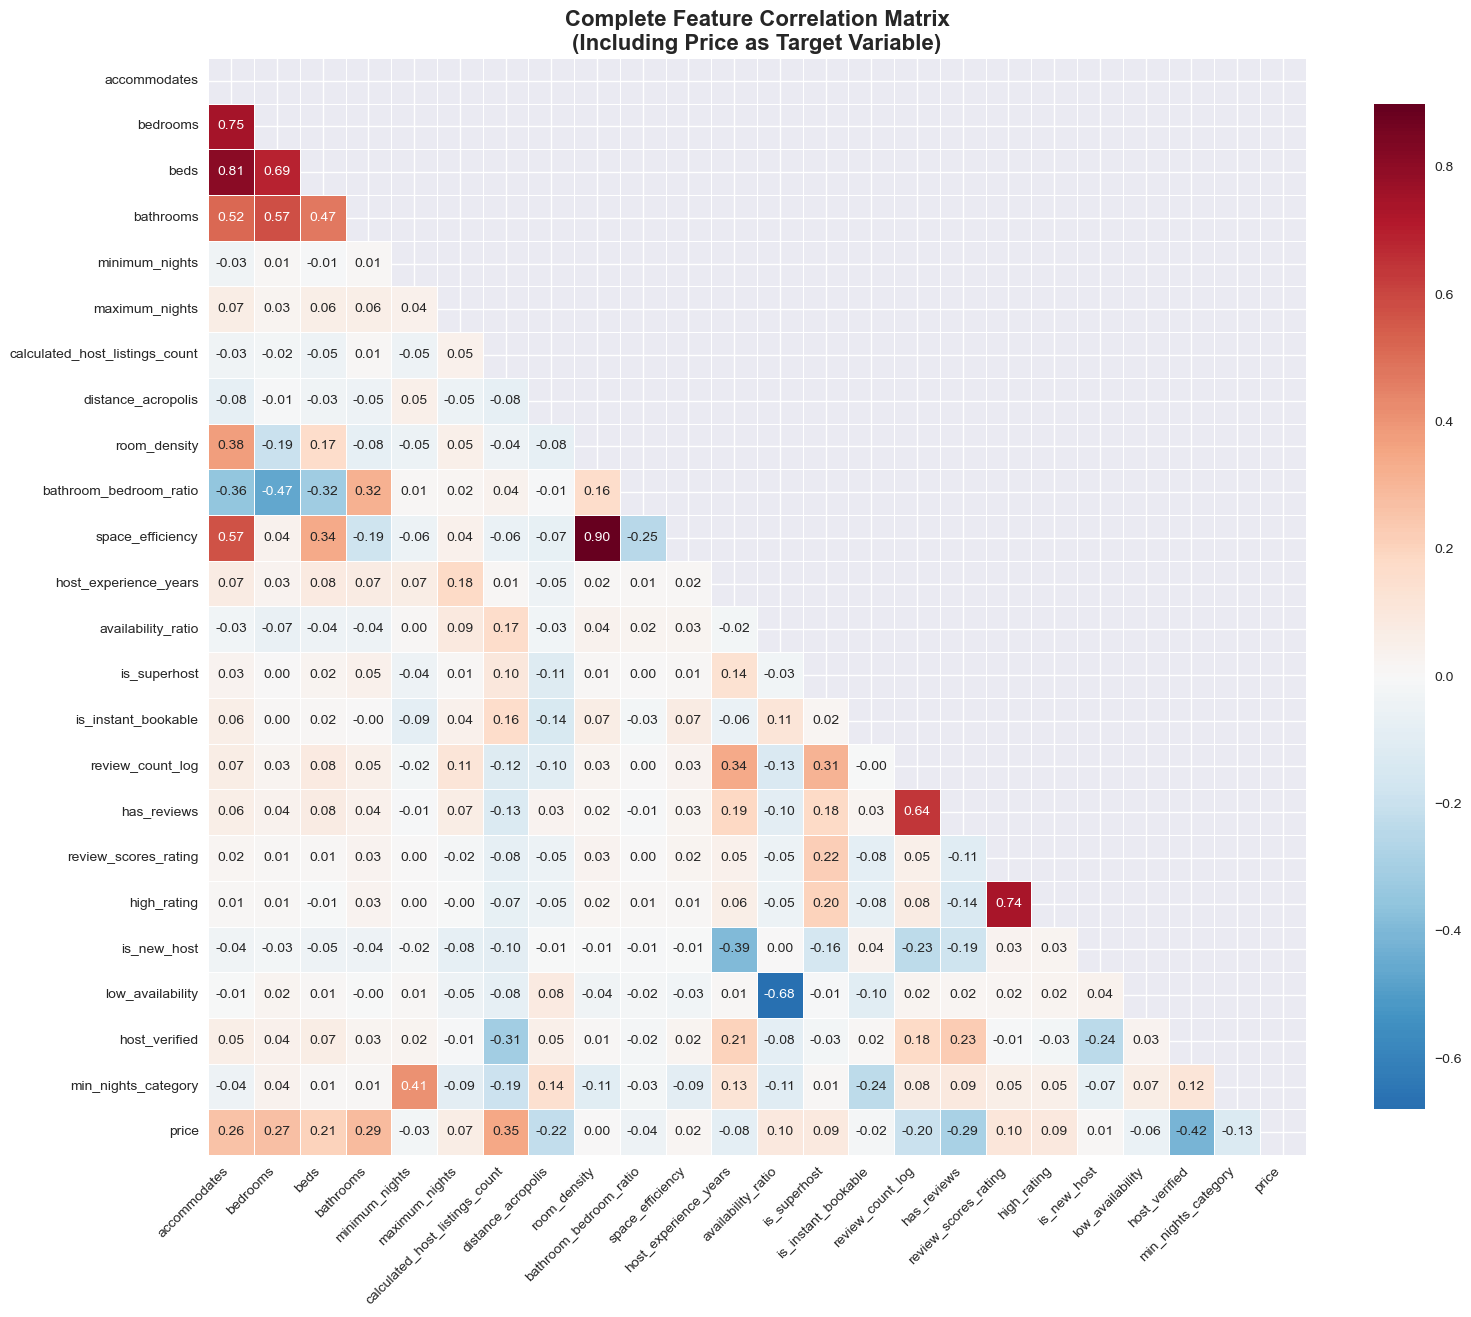 Complete Feature Correlation Matrix
(Including Price as Target Variable)
accommodates
bedrooms 0.75
beds 0.81 0.69
bathrooms 0.52 0.57 0.47
minimum_nights -0.03 0.01 -0.01 0.01
maximum_nights 0.07 0.03 0.06 0.06 0.04
calculated_host_listings_count -0.03 -0.02 -0.05 0.01 -0.05 0.05
distance_acropolis -0.08 -0.01 -0.03 -0.05 0.05 -0.05 -0.08
room_density 0.38 -0.19 0.17 -0.08 -0.05 0.05 -0.04 -0.08
bathroom_bedroom_ratio -0.36 -0.47 -0.32 0.32 0.01 0.02 0.04 -0.01 0.16
space_efficiency 0.57 0.04 0.34 -0.19 -0.06 0.04 -0.06 -0.07 0.90 -0.25
host_experience_years 0.07 0.03 0.08 0.07 0.07 0.18 0.01 -0.05 0.02 0.01 0.02
availability_ratio -0.03 -0.07 -0.04 -0.04 0.00 0.09 0.17 -0.03 0.04 0.02 0.03 -0.02
is_superhost 0.03 0.00 0.02 0.05 -0.04 0.01 0.10 -0.11 0.01 0.00 0.01 0.14 -0.03
is_instant_bookable 0.06 0.00 0.02 -0.00 -0.09 0.04 0.16 -0.14 0.07 -0.03 0.07 -0.06 0.11 0.02
review_count_log 0.07 0.03 0.08 0.05 -0.02 0.11 -0.12 -0.10 0.03 0.00 0.03 0.34 -0.13 0.31 -0.00
has_reviews 0.06 0.04 0.08 0.04 -0.01 0.07 -0.13 0.03 0.02 -0.01 0.03 0.19 -0.10 0.18 0.03 0.64
review_scores_rating 0.02 0.01 0.01 0.03 0.00 -0.02 -0.08 -0.05 0.03 0.00 0.02 0.05 -0.05 0.22 -0.08 0.05 -0.11
high_rating 0.01 0.01 -0.01 0.03 -0.00 -0.00 -0.07 -0.05 0.02 0.01 0.01 0.06 -0.05 0.20 -0.08 0.08 -0.14 0.74
is_new_host -0.04 -0.03 -0.05 -0.04 -0.02 -0.08 -0.10 -0.01 -0.01 -0.01 -0.01 -0.39 0.00 -0.16 0.04 -0.23 -0.19 0.03 0.03
low_availability -0.01 0.02 0.01 -0.00 0.01 -0.05 -0.08 0.08 -0.04 -0.02 -0.03 0.01 -0.68 -0.01 -0.10 0.02 0.02 0.02 0.02 0.04
host_verified 0.05 0.04 0.07 0.03 0.02 -0.01 -0.31 0.05 0.01 -0.02 0.02 0.21 -0.08 -0.03 0.02 0.18 0.23 -0.01 -0.03 -0.24 0.03
min_nights_category -0.04 0.04 0.01 0.01 0.41 -0.09 -0.19 0.14 -0.11 -0.03 -0.09 0.13 -0.11 0.01 -0.24 0.08 0.09 0.05 0.05 -0.07 0.07 0.12
price 0.26 0.27 0.21 0.29 -0.03 0.07 0.35 -0.22 0.00 -0.04 0.02 -0.08 0.10 0.09 -0.02 -0.20 -0.29 0.10 0.09 0.01 -0.06 -0.42 -0.13
accommodates
bedrooms
beds
bathrooms
minimum_nights
maximum_nights
calculated_host_listings_count
distance_acropolis
room_density
bathroom_bedroom_ratio
space_efficiency
host_experience_years
availability_ratio
is_superhost
is_instant_bookable
review_count_log
has_reviews
review_scores_rating
high_rating
is_new_host
low_availability
host_verified
min_nights_category
price
0.8
0.6
0.4
0.2
0.0
−0.2
−0.4
−0.6